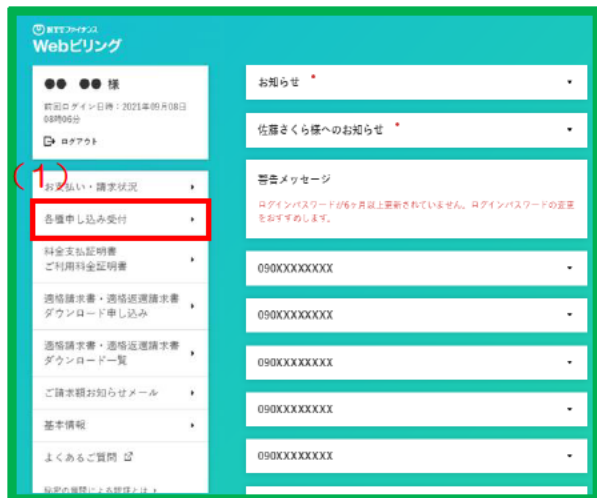 NTTファイナンス
Webビリング
●● ●● 様
前回ログイン日時：2021年09月08日
08時06分
ログアウト
(1)
お支払い・請求状況
各種申し込み受付
料金支払証明書
ご利用料金証明書
適格請求書・適格返還請求書
ダウンロード申し込み
適格請求書・適格返還請求書
ダウンロード一覧
ご請求額お知らせメール
基本情報
よくあるご質問
お知らせ *
佐藤さくら様へのお知らせ *
警告メッセージ
ログインパスワードが6ヶ月以上更新されていません。ログインパスワードの変更
をおすすめします。
090XXXXXXXX
090XXXXXXXX
090XXXXXXXX
090XXXXXXXX
090XXXXXXXX